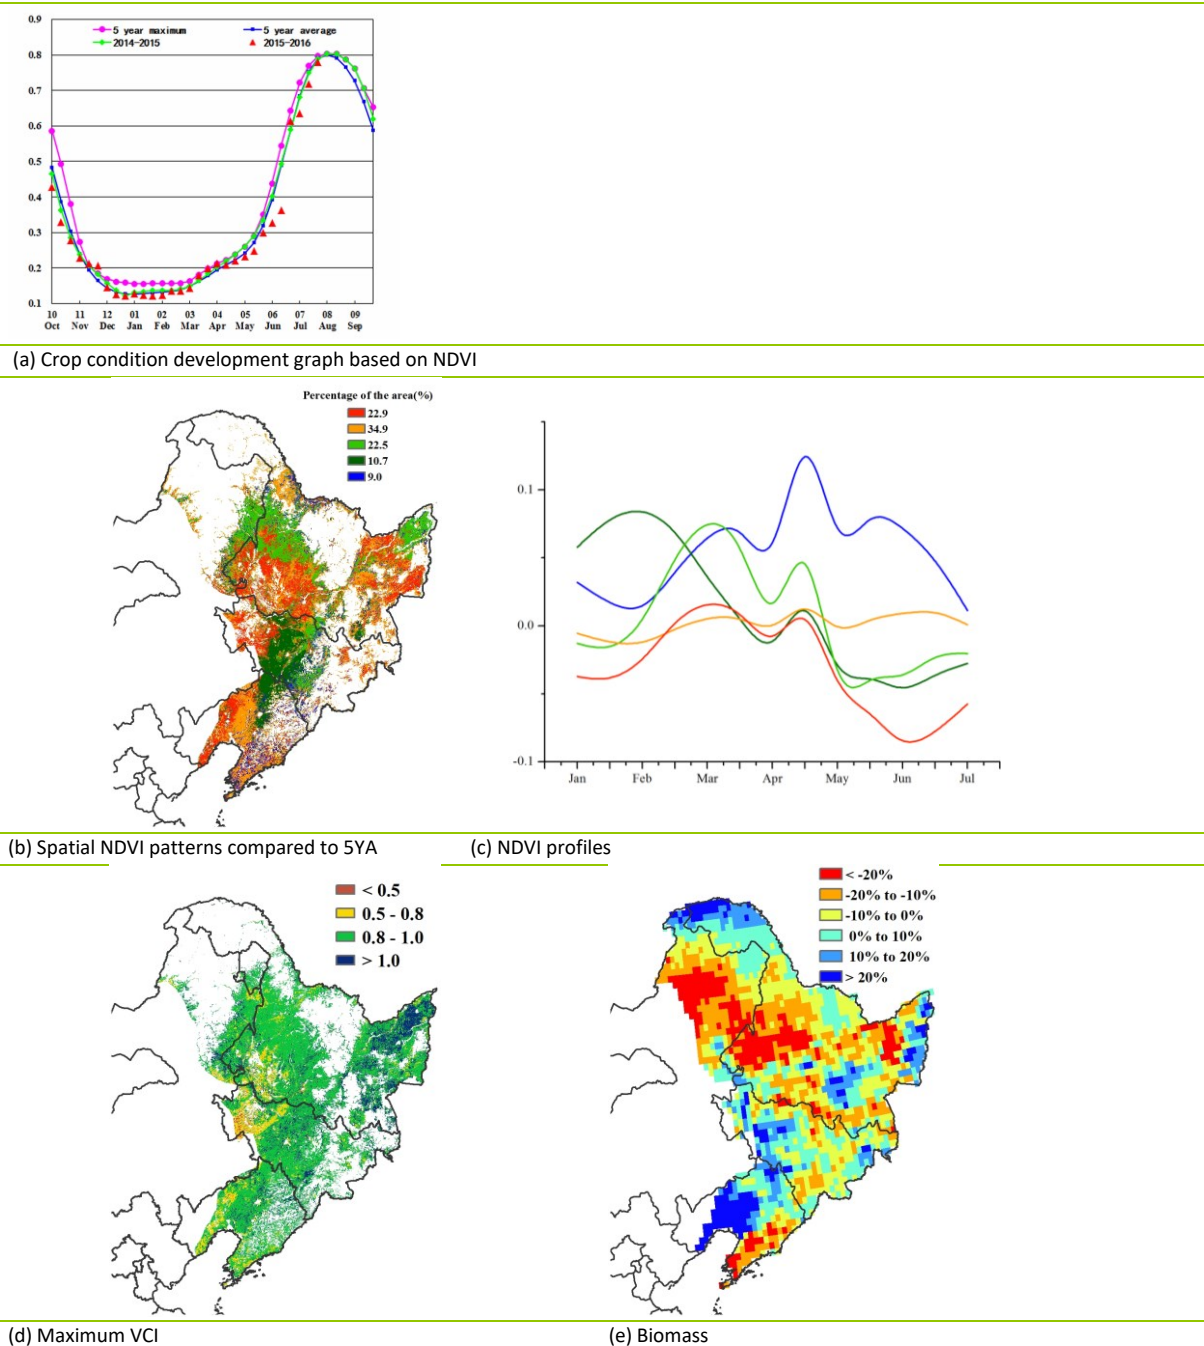 0.9
5 year maximum 5 year average
2014-2015 2015-2016
0.8
0.7
0.6
0.5
0.4
0.3
0.2
0.1
10 11 12 01 02 03 04 05 06 07 08 09
Oct Nov Dec Jan Feb Mar Apr May Jun Jul Aug Sep
(a) Crop condition development graph based on NDVI
Percentage of the area(%)
22.9
34.9
22.5
10.7
9.0
0.1
0.0
-0.1
Jan Feb Mar Apr May Jun Jul
(b) Spatial NDVI patterns compared to 5YA (c) NDVI profiles
< 0.5
0.5 - 0.8
0.8 - 1.0
> 1.0
< -20%
-20% to -10%
-10% to 0%
0% to 10%
10% to 20%
> 20%
(d) Maximum VCI (e) Biomass